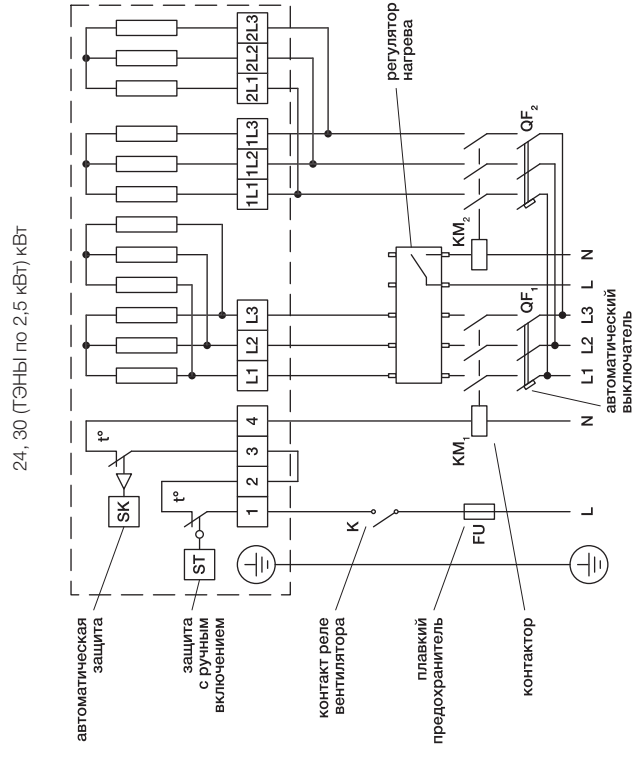 24, 30 (ТЭНЫ по 2,5 кВт) кВт
автоматическая
защита
защита
с ручным
включением
контакт реле
вентилятора
плавкий
предохранитель
контактор
автоматический
выключатель
регулятор
нагрева
SK
t°
ST
t°
1
2
3
4
L1
L2
L3
1L1
1L2
1L3
2L1
2L2
2L3
K
FU
KM1
KM2
QF1
QF2
L
N
L1
L2
L3
L
N